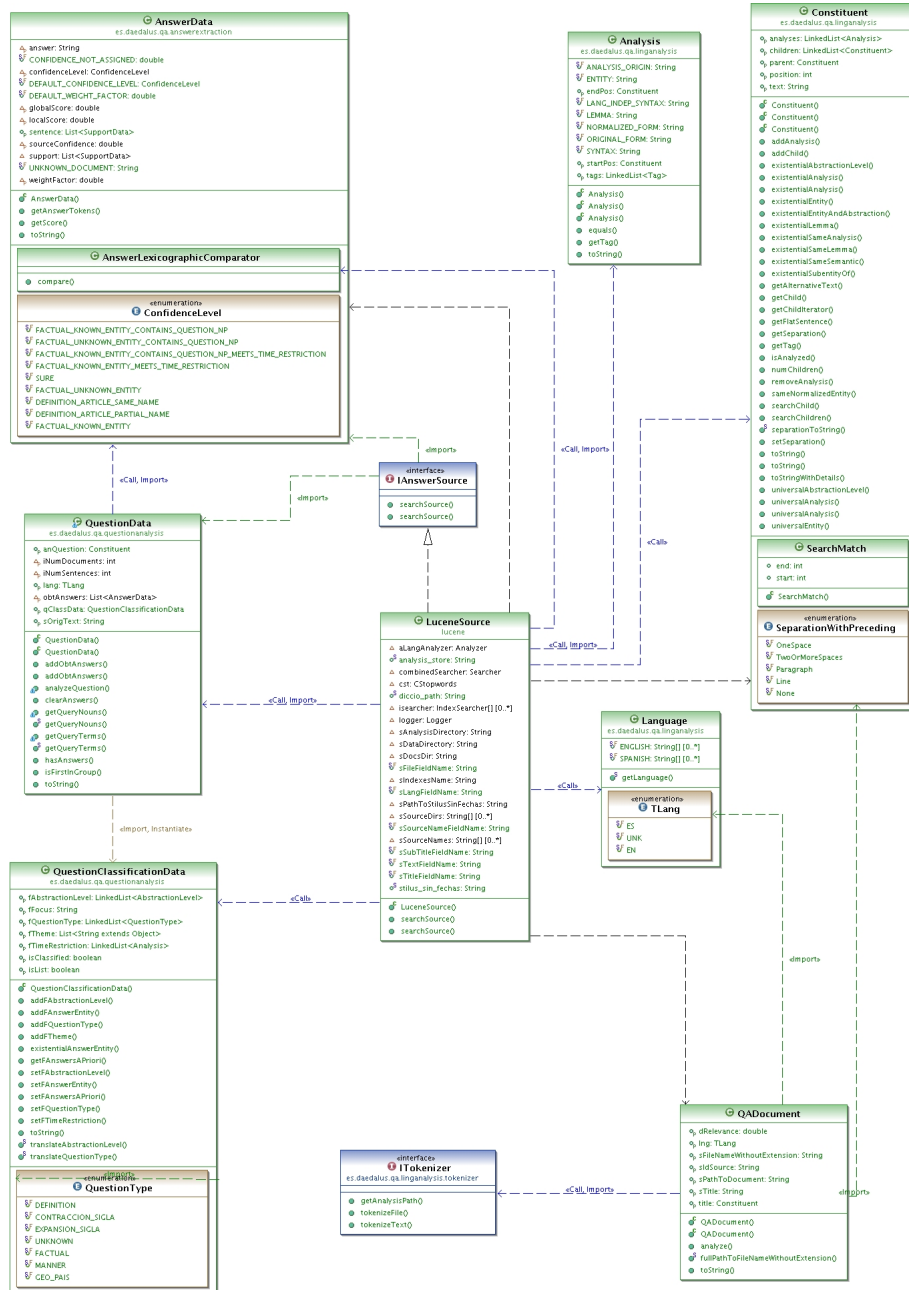 AnswerData
es.daedalus.qa.answerextraction
answer: String
CONFIDENCE_NOT_ASSIGNED: double
confidenceLevel: ConfidenceLevel
DEFAULT_CONFIDENCE_LEVEL: ConfidenceLevel
DEFAULT_WEIGHT_FACTOR: double
globalScore: double
localScore: double
sentence: List<SupportData>
sourceConfidence: double
support: List<SupportData>
UNKNOWN_DOCUMENT: String
weightFactor: double
AnswerData()
getAnswerTokens()
getScore()
toString()
AnswerLexicographicComparator
compare()
«enumeration»
ConfidenceLevel
FACTUAL_KNOWN_ENTITY_CONTAINS_QUESTION_NP
FACTUAL_UNKNOWN_ENTITY_CONTAINS_QUESTION_NP
FACTUAL_KNOWN_ENTITY_CONTAINS_QUESTION_NP_MEETS_TIME_RESTRICTION
FACTUAL_KNOWN_ENTITY_MEETS_TIME_RESTRICTION
SURE
FACTUAL_UNKNOWN_ENTITY
DEFINITION_ARTICLE_SAME_NAME
DEFINITION_ARTICLE_PARTIAL_NAME
FACTUAL_KNOWN_ENTITY
Analysis
es.daedalus.qa.linganalysis
ANALYSIS_ORIGIN: String
ENTITY: String
endPos: Constituent
LANG_INDEP_SYNTAX: String
LEMMA: String
NORMALIZED_FORM: String
ORIGINAL_FORM: String
SYNTAX: String
startPos: Constituent
tags: LinkedList<Tag>
Analysis()
Analysis()
Analysis()
equals()
getTag()
toString()
Constituent
es.daedalus.qa.linganalysis
analyses: LinkedList<Analysis>
children: LinkedList<Constituent>
parent: Constituent
position: int
text: String
Constituent()
Constituent()
Constituent()
addAnalysis()
addChild()
existentialAbstractionLevel()
existentialAnalysis()
existentialAnalysis()
existentialEntity()
existentialEntityAndAbstraction()
existentialLemma()
existentialSameAnalysis()
existentialSameLemma()
existentialSameSemantic()
existentialSubentityOf()
getAlternativeText()
getChild()
getChildIterator()
getFlatSentence()
getSeparation()
getTag()
isAnalyzed()
numChildren()
removeAnalysis()
sameNormalizedEntity()
searchChild()
searchChildren()
separationToString()
setSeparation()
toString()
toString()
toStringWithDetails()
universalAbstractionLevel()
universalAnalysis()
universalAnalysis()
universalEntity()
SearchMatch
end: int
start: int
SearchMatch()
«enumeration»
SeparationWithPreceding
OneSpace
TwoOrMoreSpaces
Paragraph
Line
None
«Import»
«Call, Import»
«Call, Import»
«Import»
«Call»
«interface»
IAnswerSource
searchSource()
searchSource()
QuestionData
es.daedalus.qa.questionanalysis
anQuestion: Constituent
iNumDocuments: int
iNumSentences: int
lang: TLang
obtAnswers: List<AnswerData>
qClassData: QuestionClassificationData
sOrigText: String
QuestionData()
QuestionData()
addObtAnswers()
addObtAnswers()
analyzeQuestion()
clearAnswers()
getQueryNouns()
getQueryNouns()
getQueryTerms()
getQueryTerms()
hasAnswers()
isFirstInGroup()
toString()
«Call, Import»
«Call, Import»
LuceneSource
lucene
aLangAnalyzer: Analyzer
analysis_store: String
combinedSearcher: Searcher
cst: CStopwords
diccio_path: String
isearcher: IndexSearcher[] [0..*]
logger: Logger
sAnalysisDirectory: String
sDataDirectory: String
sDocsDir: String
sFileFieldName: String
sIndexesName: String
sLangFieldName: String
sPathToStilusSinFechas: String
sSourceDirs: String[] [0..*]
sSourceNameFieldName: String
sSourceNames: String[] [0..*]
sSubTitleFieldName: String
sTextFieldName: String
sTitleFieldName: String
stilus_sin_fechas: String
LuceneSource()
searchSource()
searchSource()
«Call»
Language
es.daedalus.qa.linganalysis
ENGLISH: String[] [0..*]
SPANISH: String[] [0..*]
getLanguage()
«enumeration»
TLang
ES
UNK
EN
«Import, Instantiate»
«Call»
QuestionClassificationData
es.daedalus.qa.questionanalysis
fAbstractionLevel: LinkedList<AbstractionLevel>
fFocus: String
fQuestionType: LinkedList<QuestionType>
fTheme: List<String extends Object>
fTimeRestriction: LinkedList<Analysis>
isClassified: boolean
isList: boolean
QuestionClassificationData()
addFAbstractionLevel()
addFAnswerEntity()
addFQuestionType()
addFTheme()
existentialAnswerEntity()
getFAnswersAPriori()
setFAbstractionLevel()
setFAnswerEntity()
setFAnswersAPriori()
setFQuestionType()
setFTimeRestriction()
toString()
translateAbstractionLevel()
translateQuestionType()
«Import»
«enumeration»
QuestionType
DEFINITION
CONTRACCION_SIGLA
EXPANSION_SIGLA
UNKNOWN
FACTUAL
MANNER
GEO_PAIS
«interface»
ITokenizer
es.daedalus.qa.linganalysis.tokenizer
getAnalysisPath()
tokenizeFile()
tokenizeText()
«Call, Import»
«Import»
QADocument
dRelevance: double
lng: TLang
sFileNameWithoutExtension: String
sIdSource: String
sPathToDocument: String
sTitle: String
title: Constituent
QADocument()
QADocument()
analyze()
fullPathToFileNameWithoutExtension()
toString()
«Import»